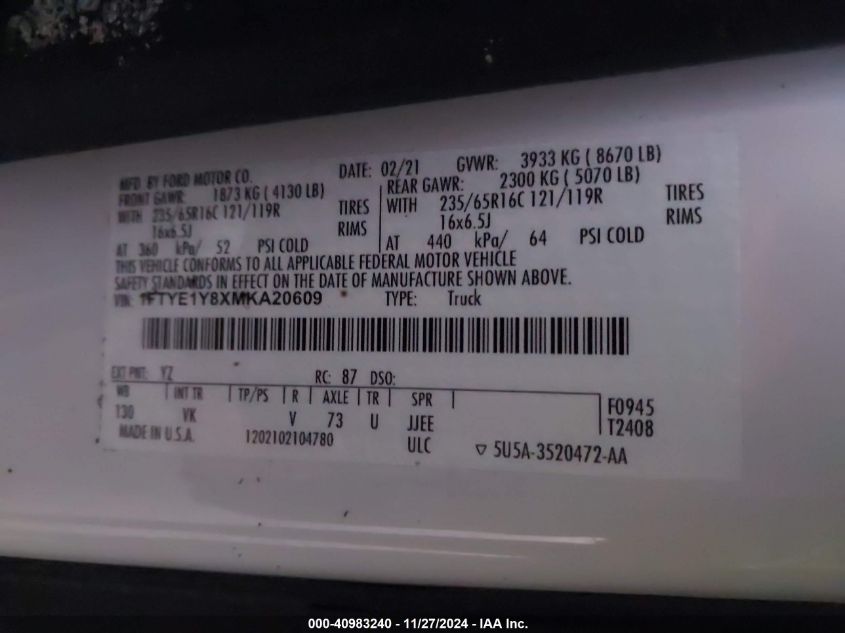 MFD. BY FORD MOTOR CO. DATE: 02/21 GVWR: 3933 KG ( 8670 LB)
FRONT GAWR: 1873 KG ( 4130 LB) REAR GAWR: 2300 KG ( 5070 LB)
WITH 235/65R16C 121/119R TIRES WITH 235/65R16C 121/119R TIRES
16x6.5J RIMS 16x6.5J RIMS
AT 360 kPa/ 52 PSI COLD AT 440 kPa/ 64 PSI COLD
THIS VEHICLE CONFORMS TO ALL APPLICABLE FEDERAL MOTOR VEHICLE
SAFETY STANDARDS IN EFFECT ON THE DATE OF MANUFACTURE SHOWN ABOVE.
VIN: 1FTYE1Y8XMKA20609 TYPE: Truck
EXT PNT: YZ RC: 87 DSO:
WB INT TR TP/PS R AXLE TR SPR F0945
130 VK V 73 U JJEE T2408
MADE IN U.S.A. 1202102104780 ULC ▽ 5U5A-3520472-AA
000-40983240 - 11/27/2024 - IAA Inc.